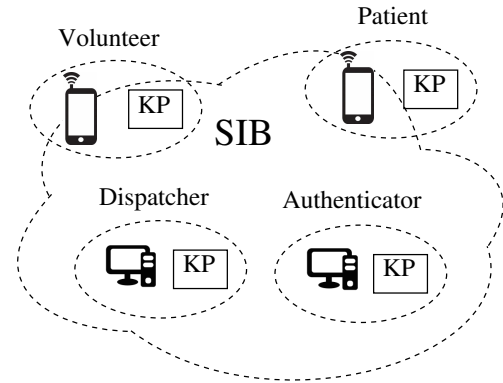 Patient
Volunteer
KP
KP
SIB
Dispatcher
Authenticator
KP
KP